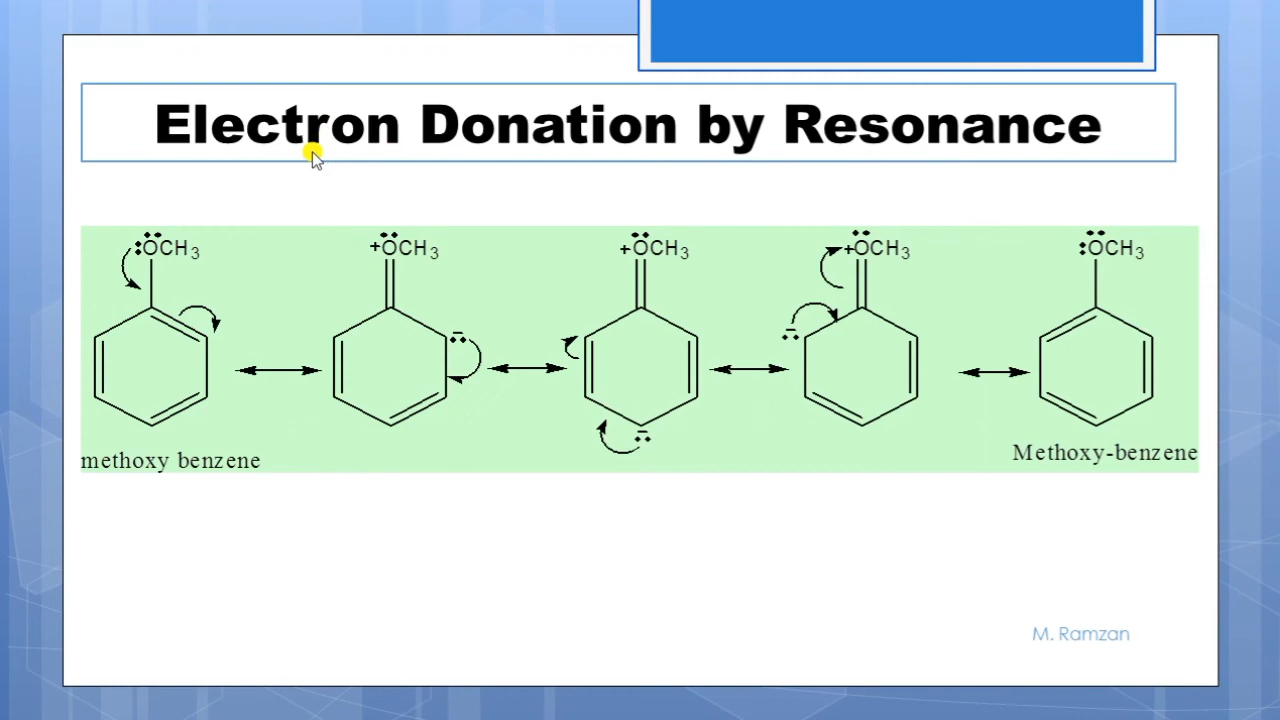 Electron Donation by Resonance
:ÖCH3 +ÖCH3 +ÖCH3 +ÖCH3 :ÖCH3
methoxy benzene Methoxy-benzene
M. Ramzan